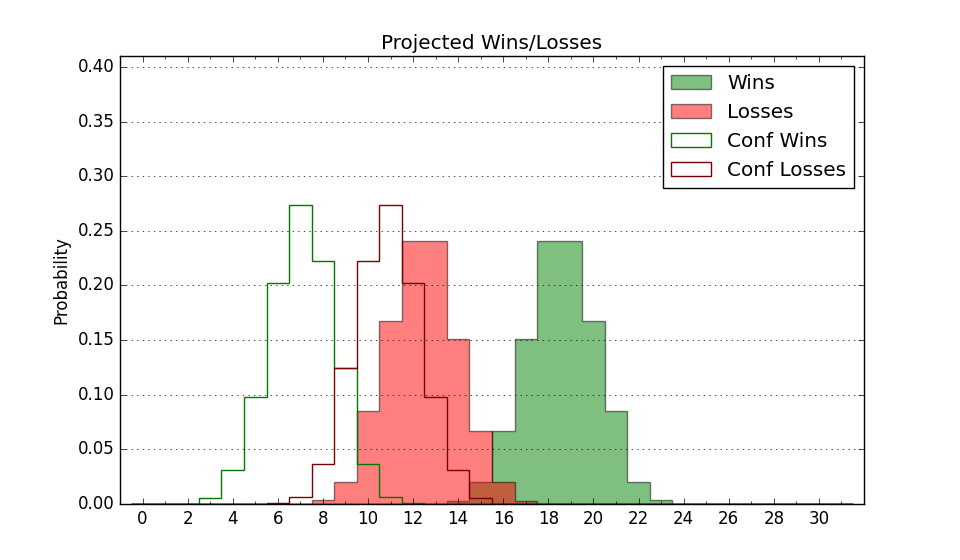 Projected Wins/Losses
0.40
0.35
0.30
0.25
0.20
0.15
0.10
0.05
0.00
Probability
Wins
Losses
Conf Wins
Conf Losses
0 2 4 6 8 10 12 14 16 18 20 22 24 26 28 30